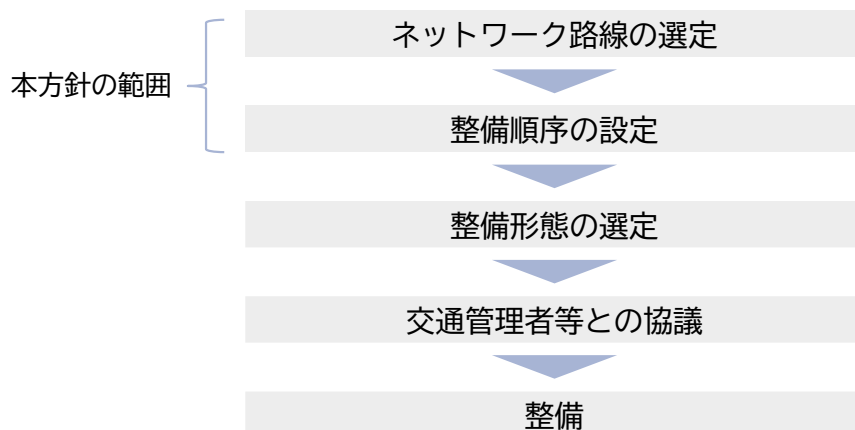 ネットワーク路線の選定
本方針の範囲
整備順序の設定
整備形態の選定
交通管理者等との協議
整備